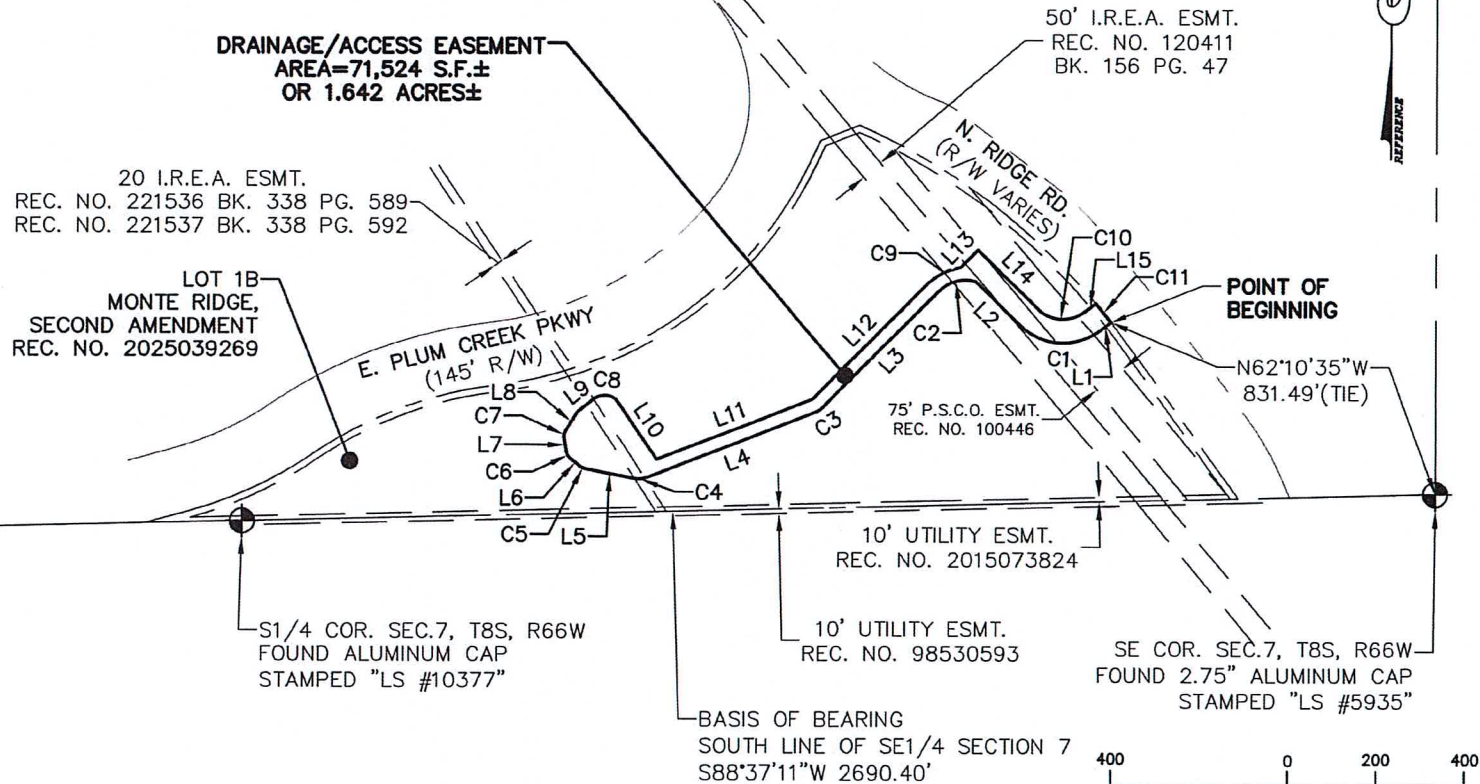 DRAINAGE/ACCESS EASEMENT
AREA=71,524 S.F.±
OR 1.642 ACRES±
50' I.R.E.A. ESMT.
REC. NO. 120411
BK. 156 PG. 47
REFERENCE
20 I.R.E.A. ESMT.
REC. NO. 221536 BK. 338 PG. 589
REC. NO. 221537 BK. 338 PG. 592
N. RIDGE RD.
(R/W VARIES)
LOT 1B
MONTE RIDGE,
SECOND AMENDMENT
REC. NO. 2025039269
E. PLUM CREEK PKWY
(145' R/W)
C9
L13
L14
C10
L15
C11
POINT OF
BEGINNING
C2
L2
L12
L3
C1
L1
N62°10'35"W
831.49'(TIE)
75' P.S.C.O. ESMT.
REC. NO. 100446
L8
L9
C8
C7
L10
L11
C3
L7
L4
C6
L6
C4
C5
L5
10' UTILITY ESMT.
REC. NO. 2015073824
S1/4 COR. SEC.7, T8S, R66W
FOUND ALUMINUM CAP
STAMPED "LS #10377"
10' UTILITY ESMT.
REC. NO. 98530593
SE COR. SEC.7, T8S, R66W
FOUND 2.75" ALUMINUM CAP
STAMPED "LS #5935"
BASIS OF BEARING
SOUTH LINE OF SE1/4 SECTION 7
S88°37'11"W 2690.40'
400 0 200 400